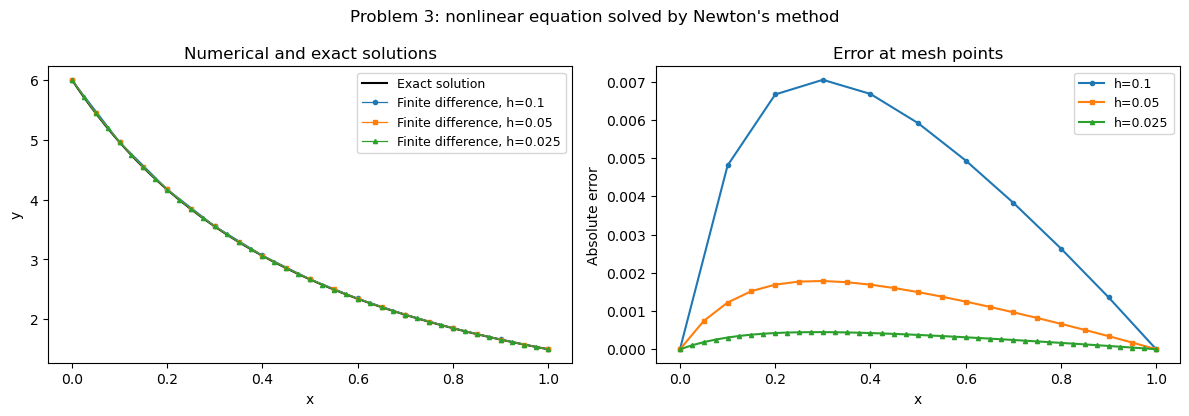 Problem 3: nonlinear equation solved by Newton's method
Numerical and exact solutions
Exact solution
Finite difference, h=0.1
Finite difference, h=0.05
Finite difference, h=0.025
6
5
4
3
2
y
0.0 0.2 0.4 0.6 0.8 1.0
x
Error at mesh points
h=0.1
h=0.05
h=0.025
0.007
0.006
0.005
0.004
0.003
0.002
0.001
0.000
Absolute error
0.0 0.2 0.4 0.6 0.8 1.0
x